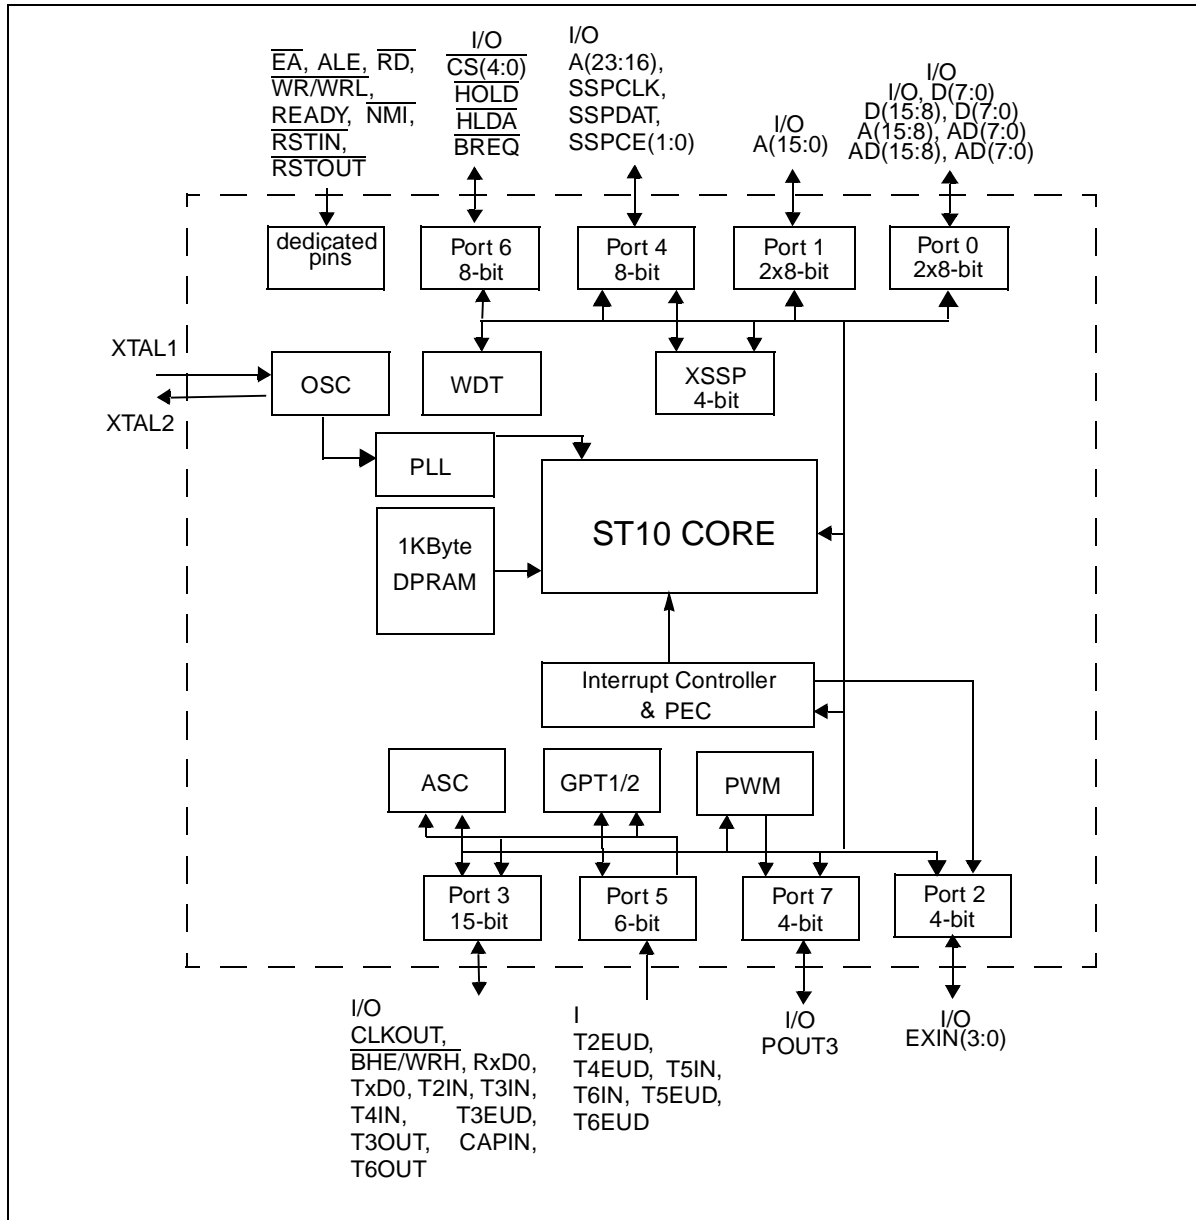 EA, ALE, RD,
WR/WRL,
READY, NMI,
RSTIN,
RSTOUT
I/O
CS(4:0)
HOLD
HLDA
BREQ
I/O
A(23:16),
SSPCLK,
SSPDAT,
SSPCE(1:0)
I/O
A(15:0)
I/O
I/O, D(7:0)
D(15:8), D(7:0)
A(15:8), AD(7:0)
AD(15:8), AD(7:0)
dedicated
pins
Port 6
8-bit
Port 4
8-bit
Port 1
2x8-bit
Port 0
2x8-bit
XTAL1
XTAL2
OSC
WDT
XSSP
4-bit
PLL
1KByte
DPRAM
ST10 CORE
Interrupt Controller
& PEC
ASC
GPT1/2
PWM
Port 3
15-bit
Port 5
6-bit
Port 7
4-bit
Port 2
4-bit
I/O
CLKOUT,
BHE/WRH, RxD0,
TxD0, T2IN, T3IN,
T4IN, T3EUD,
T3OUT, CAPIN,
T6OUT
I
T2EUD,
T4EUD, T5IN,
T6IN, T5EUD,
T6EUD
I/O
POUT3
I/O
EXIN(3:0)